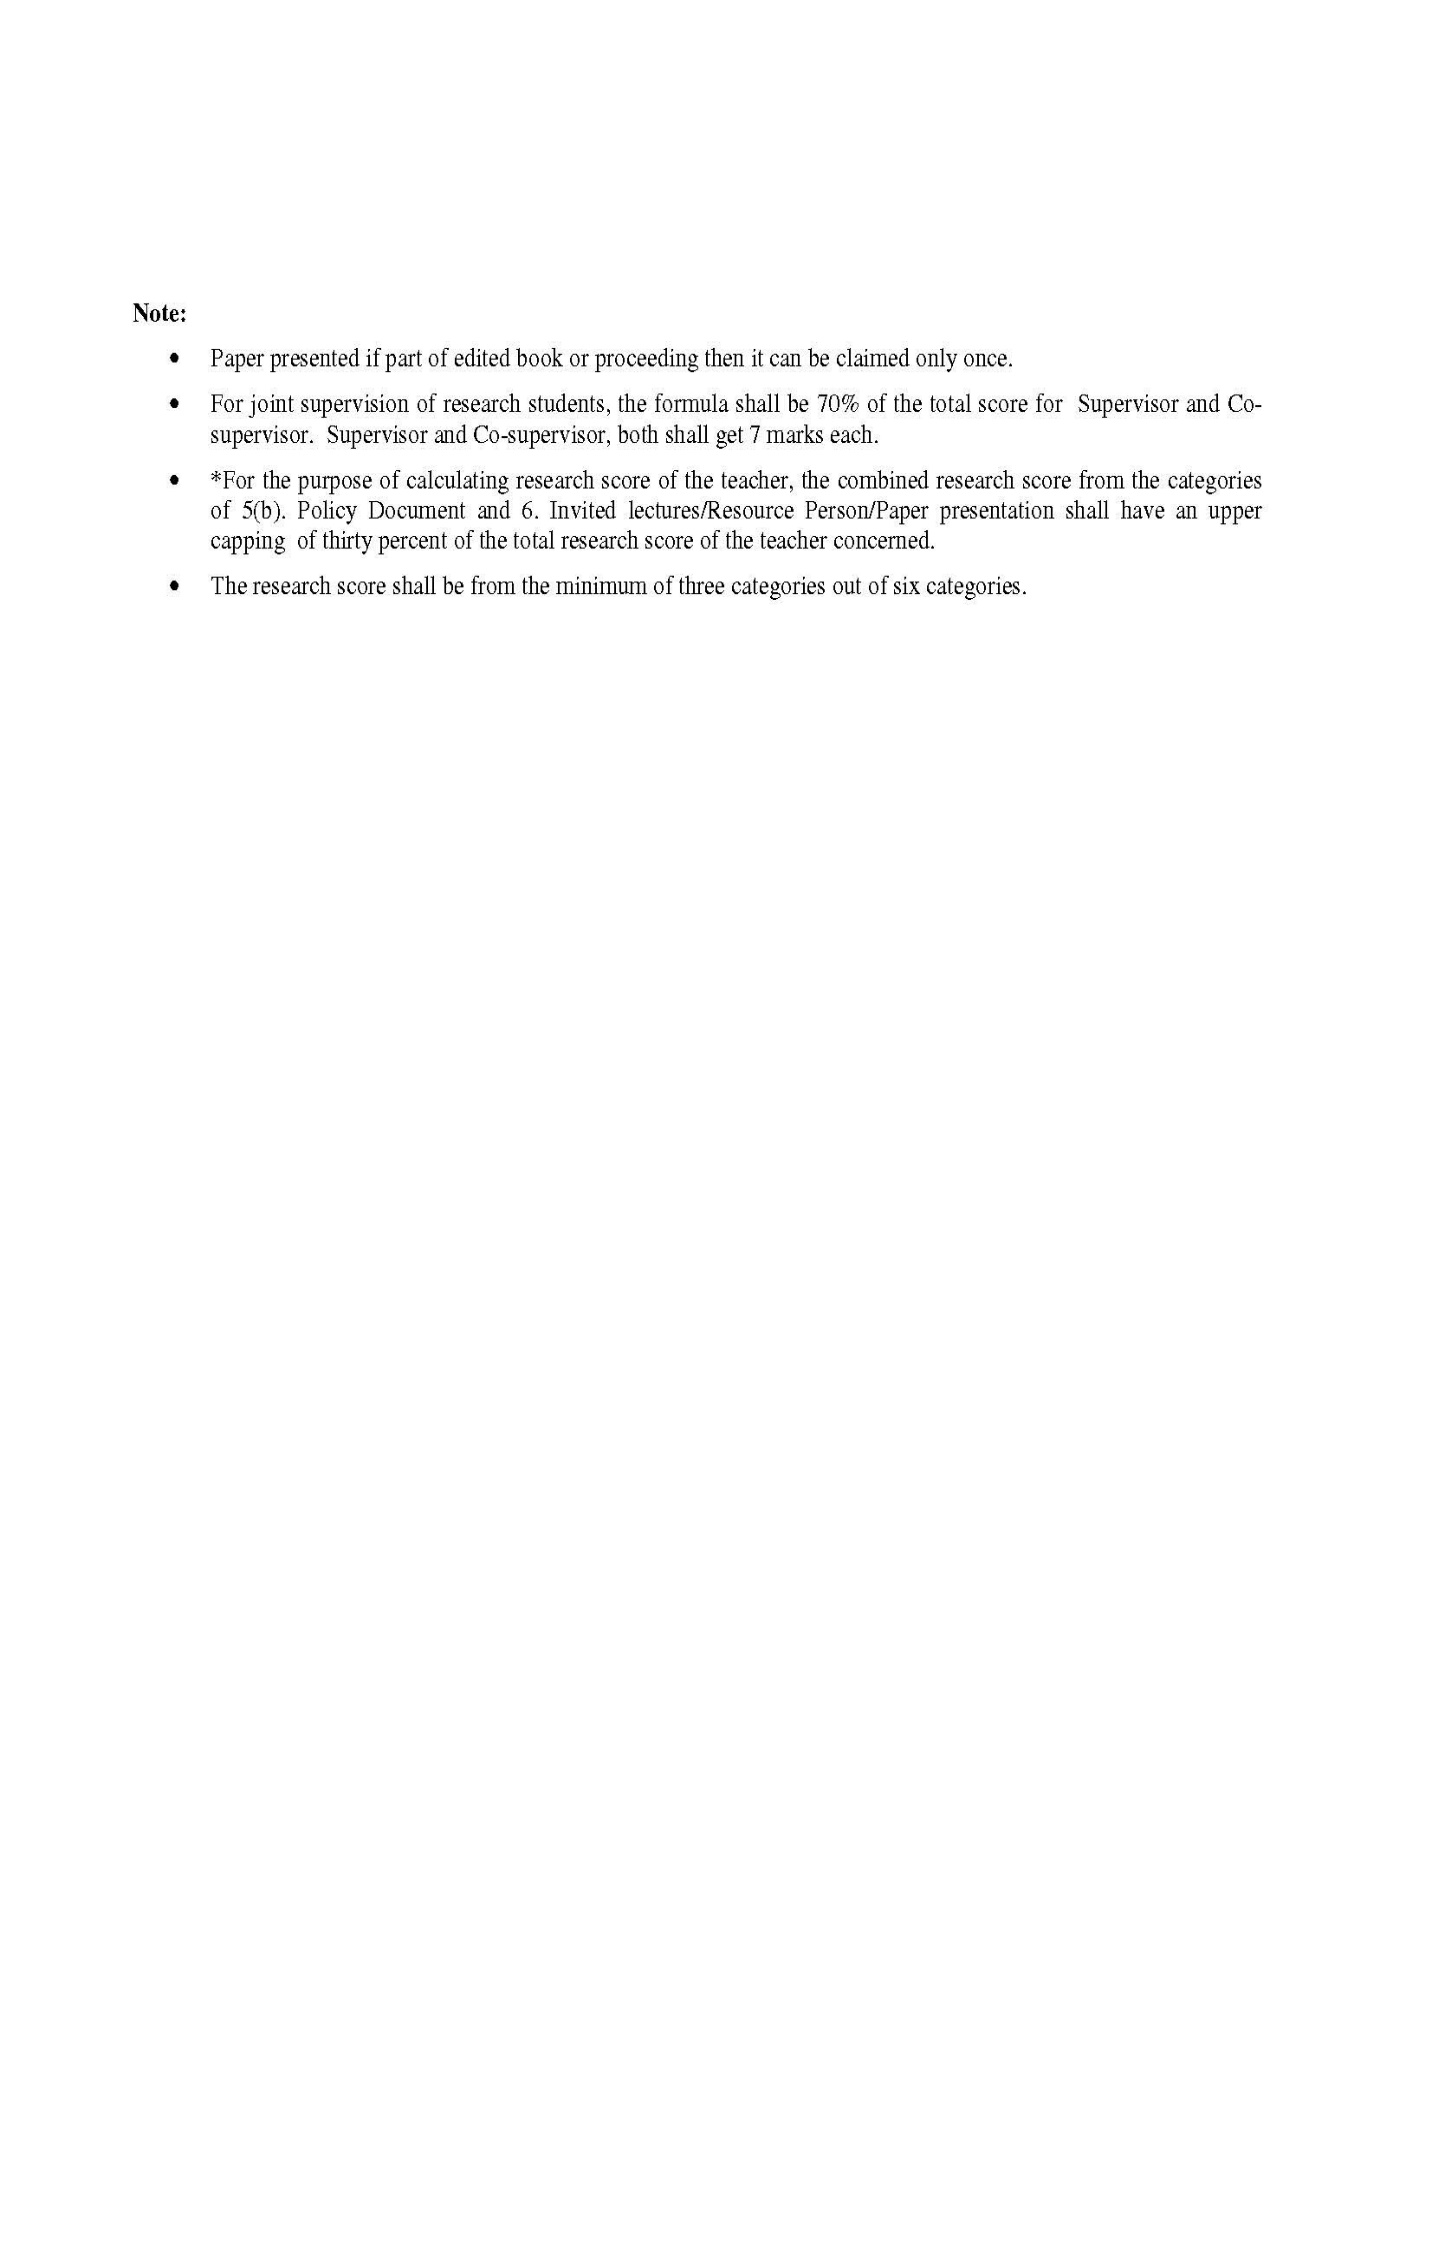 Note:
• Paper presented if part of edited book or proceeding then it can be claimed only once.
• For joint supervision of research students, the formula shall be 70% of the total score for  Supervisor and Co-
supervisor.  Supervisor and Co-supervisor, both shall get 7 marks each.
• *For the purpose of calculating research score of the teacher, the combined research score from the categories
of 5(b). Policy Document and 6. Invited lectures/Resource Person/Paper presentation shall have an upper
capping  of thirty percent of the total research score of the teacher concerned.
• The research score shall be from the minimum of three categories out of six categories.